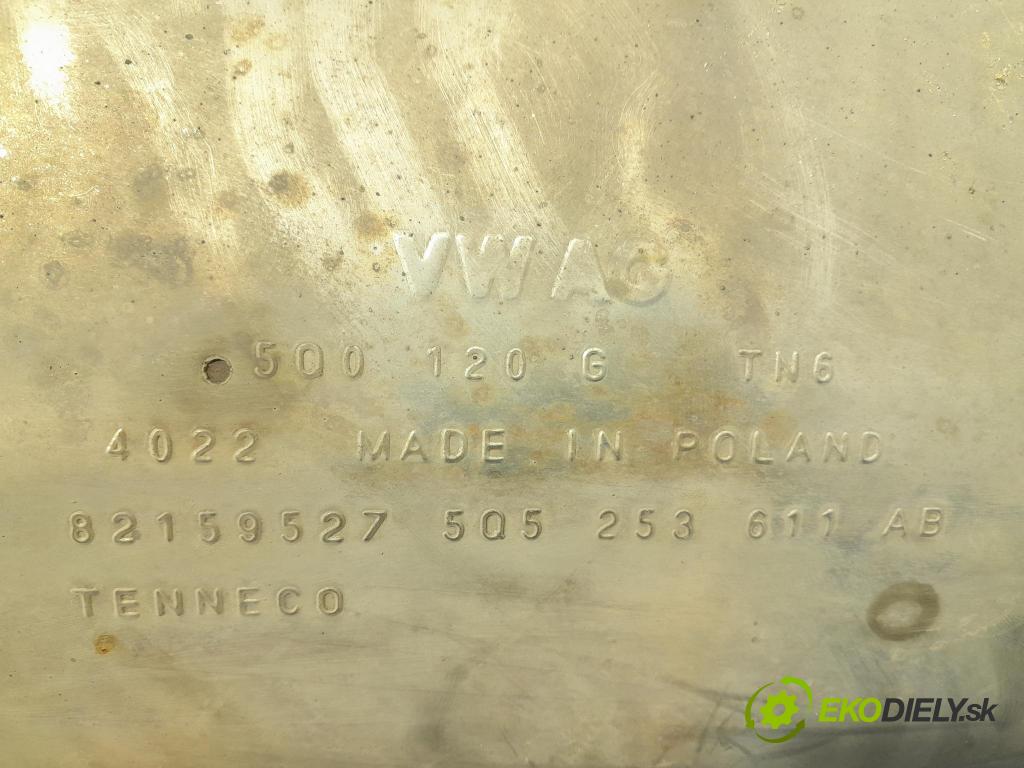 VW AG
5Q0 120 G TN6
4022 MADE IN POLAND
82159527 5Q5 253 611 AB
TENNECO
EKODIELY.sk